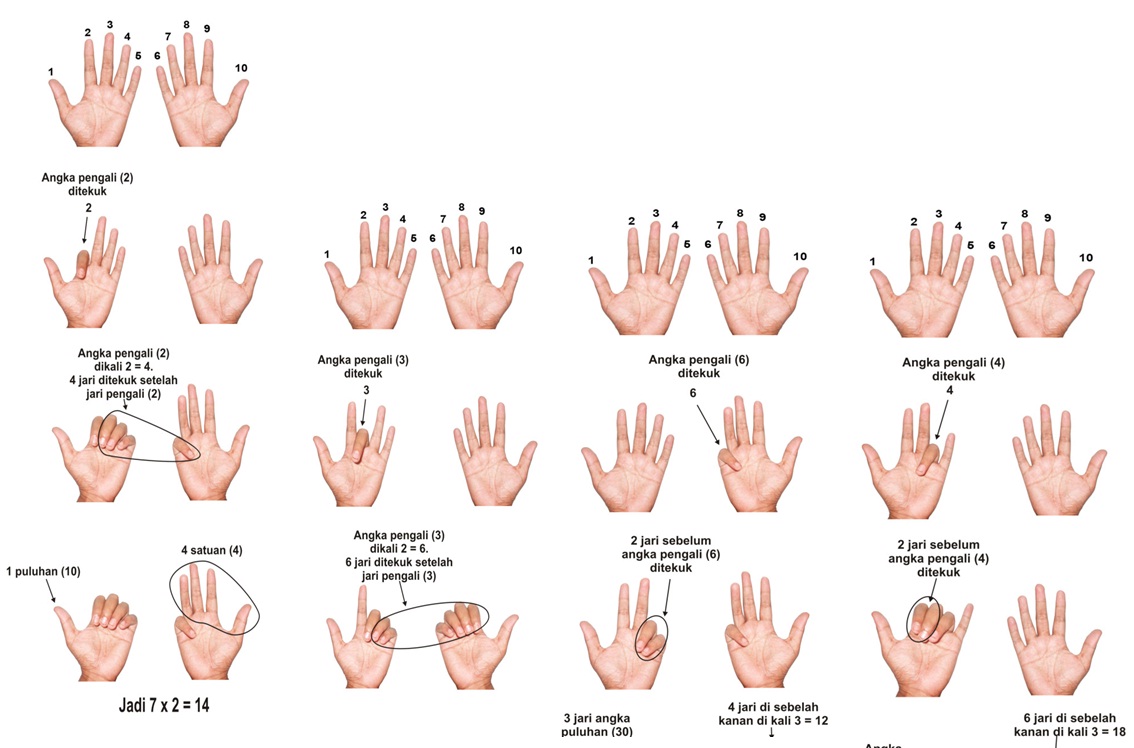 1 2 3 4 5 6 7 8 9 10
Angka pengali (2)
ditekuk
2
Angka pengali (2)
dikali 2 = 4.
4 jari ditekuk setelah
jari pengali (2)
1 puluhan (10)
4 satuan (4)
Jadi 7 x 2 = 14
1 2 3 4 5 6 7 8 9 10
Angka pengali (3)
ditekuk
3
Angka pengali (3)
dikali 2 = 6.
6 jari ditekuk setelah
jari pengali (3)
1 2 3 4 5 6 7 8 9 10
Angka pengali (6)
ditekuk
6
2 jari sebelum
angka pengali (6)
ditekuk
3 jari angka
puluhan (30)
4 jari di sebelah
kanan di kali 3 = 12
1 2 3 4 5 6 7 8 9 10
Angka pengali (4)
ditekuk
4
2 jari sebelum
angka pengali (4)
ditekuk
6 jari di sebelah
kanan di kali 3 = 18
Angka